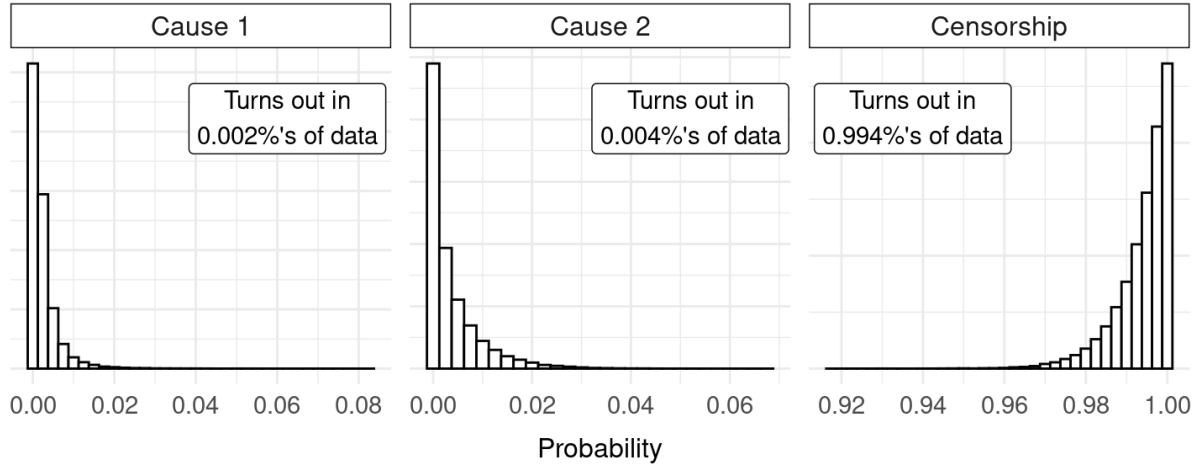 Cause 1
Cause 2
Censorship
Turns out in
0.002%'s of data
Turns out in
0.004%'s of data
Turns out in
0.994%'s of data
0.00 0.02 0.04 0.06 0.08
0.00 0.02 0.04 0.06
0.92 0.94 0.96 0.98 1.00
Probability